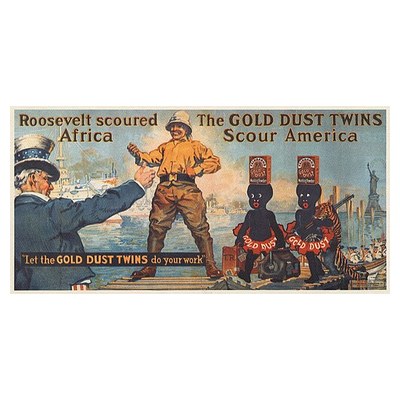 Roosevelt scoured
Africa
The GOLD DUST TWINS
Scour America
GOLD DUST
GOLD DUST
"Let the GOLD DUST TWINS do your work"